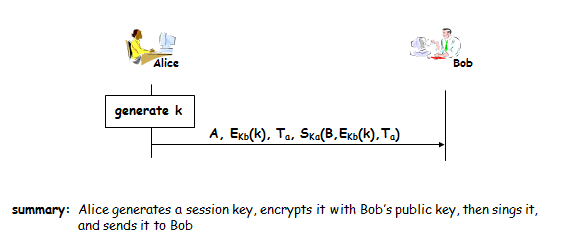 Alice
Bob
generate k
A, EKb(k), Ta, SKa(B,EKb(k),Ta)
summary: Alice generates a session key, encrypts it with Bob's public key, then sings it,
and sends it to Bob